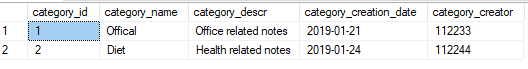 category_id category_name category_descr category_creation_date category_creator
1 1 Offical Office related notes 2019-01-21 112233
2 2 Diet Health related notes 2019-01-24 112244